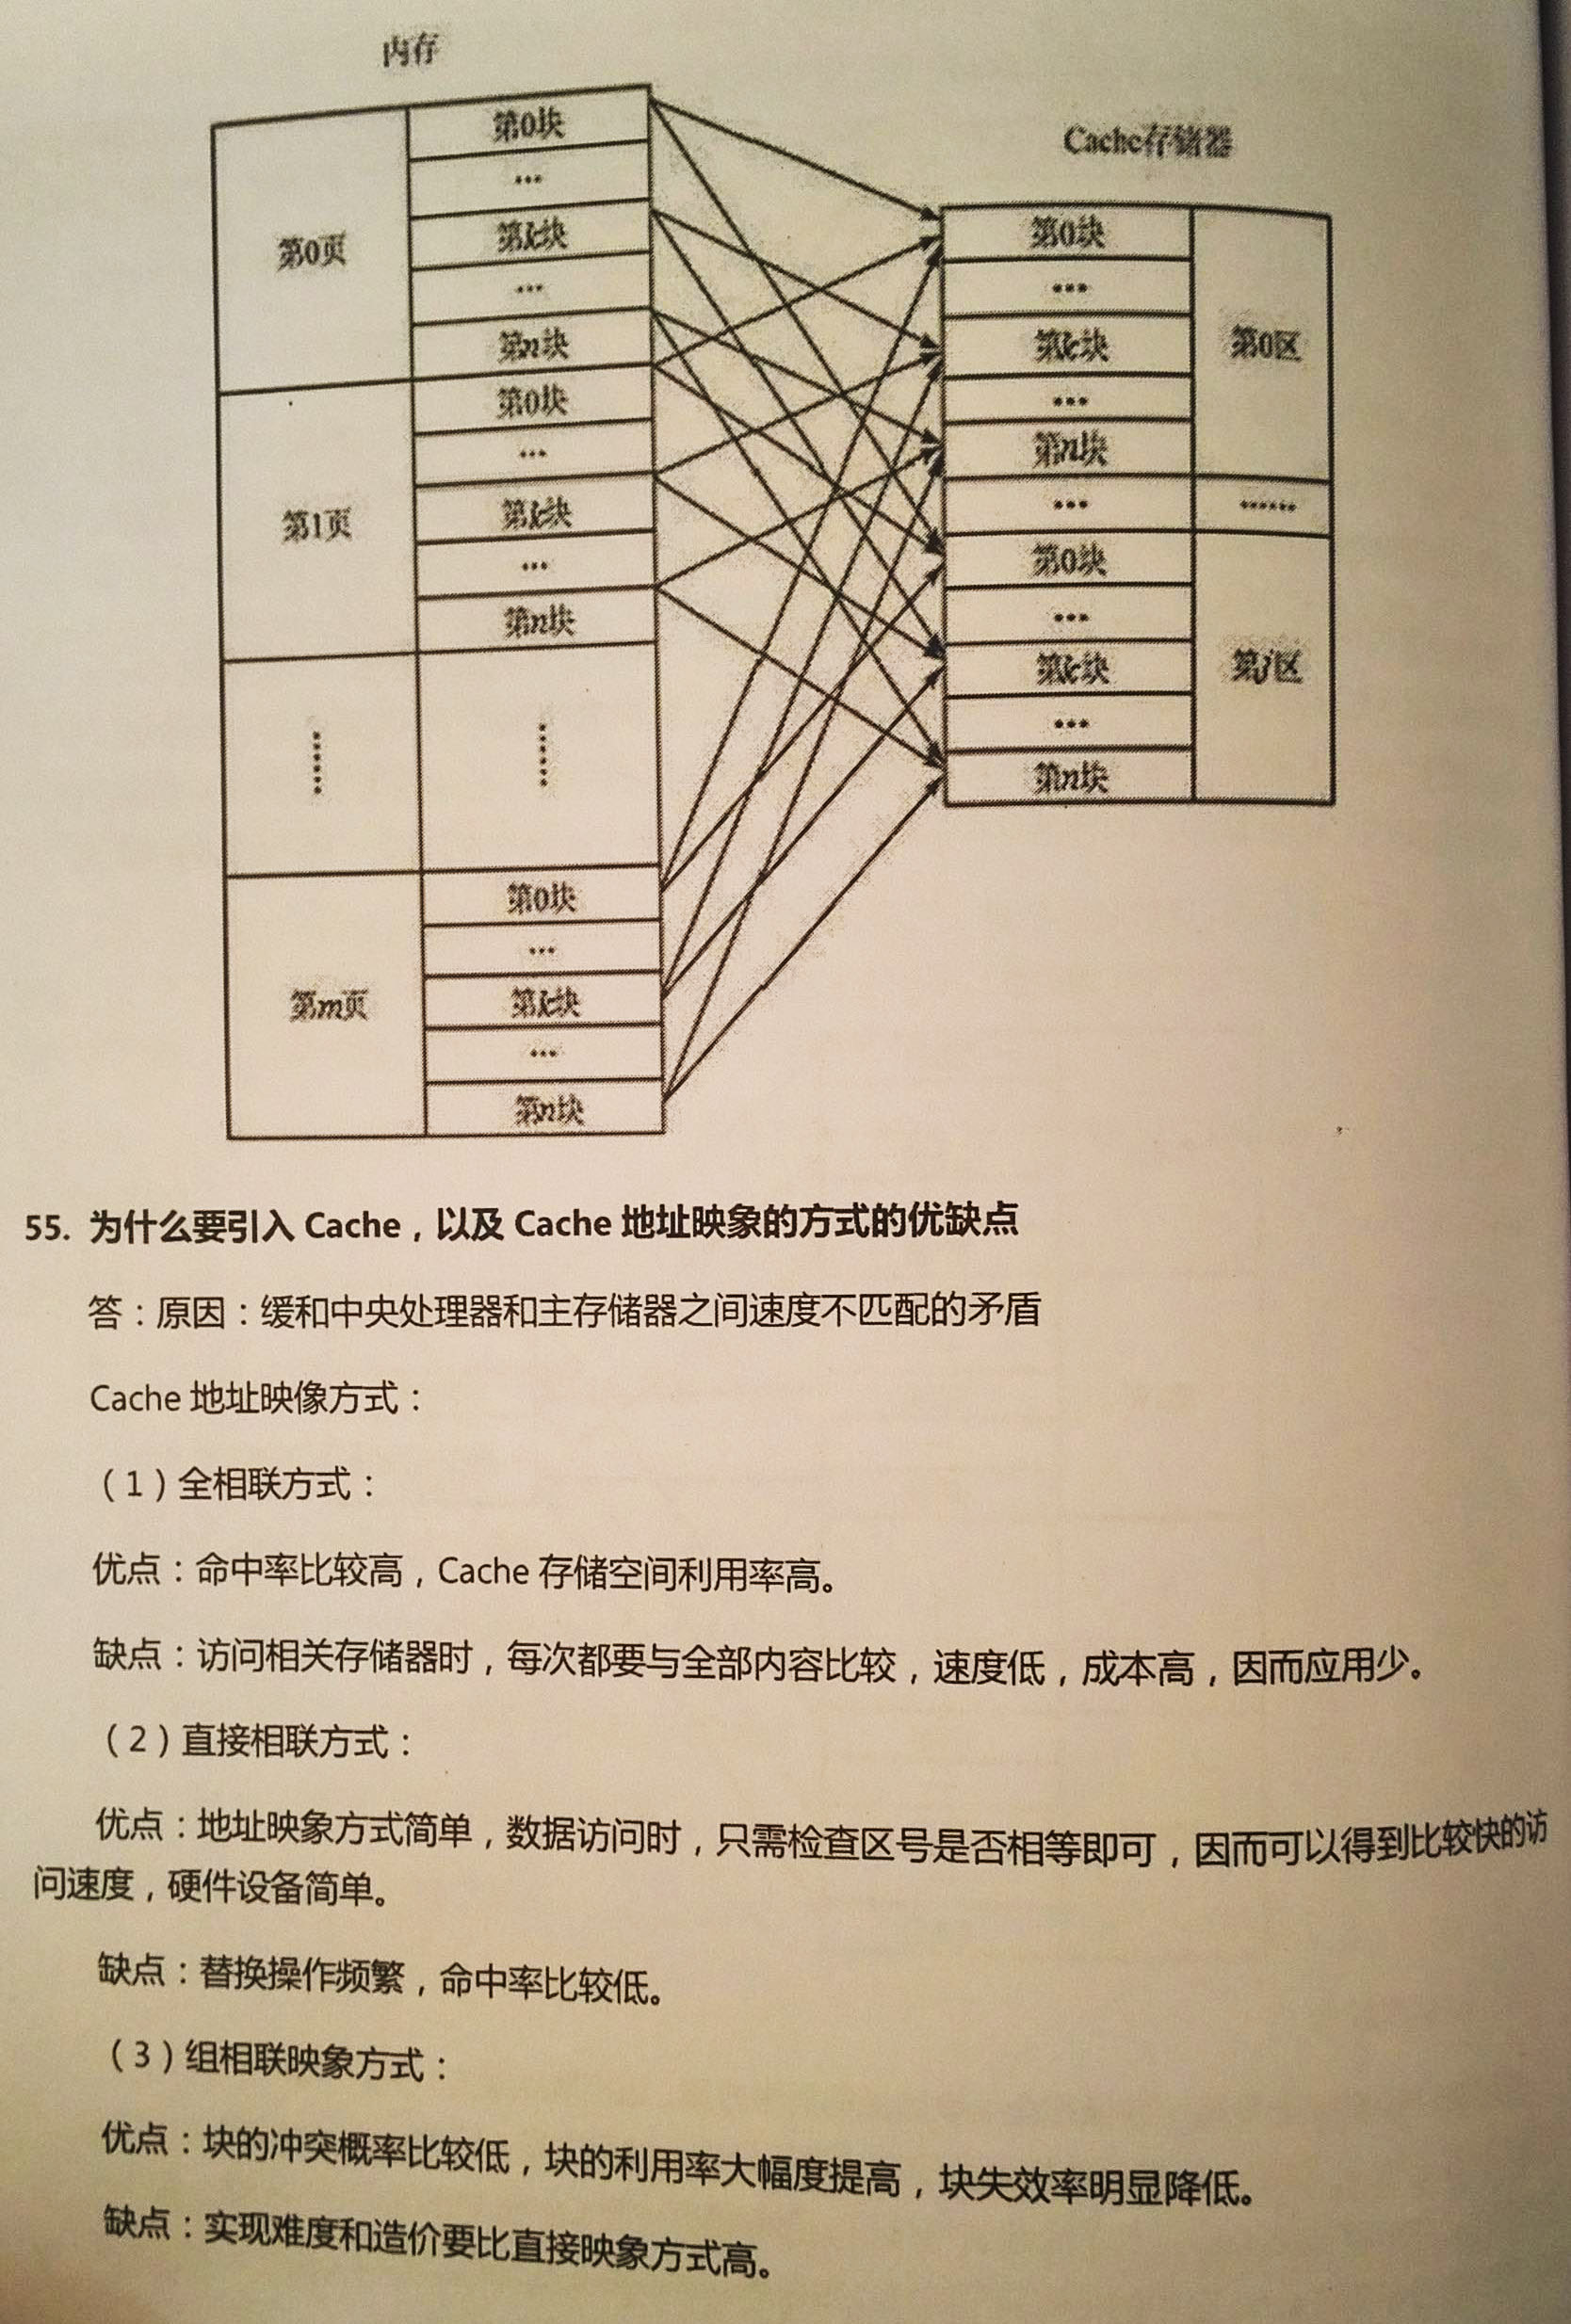 内存
Cache存储器
第0页
第0块
...
第k块
...
第n块
第1页
第0块
...
第k块
...
第n块
......
......
第m页
第0块
...
第k块
...
第n块
第0块
...
第k块
...
第n块
第0区
...
......
第0块
...
第k块
...
第n块
第j区
55. 为什么要引入 Cache，以及 Cache 地址映象的方式的优缺点
答：原因：缓和中央处理器和主存储器之间速度不匹配的矛盾
Cache 地址映像方式：
（1）全相联方式：
优点：命中率比较高，Cache 存储空间利用率高。
缺点：访问相关存储器时，每次都要与全部内容比较，速度低，成本高，因而应用少。
（2）直接相联方式：
优点：地址映象方式简单，数据访问时，只需检查区号是否相等即可，因而可以得到比较快的访
问速度，硬件设备简单。
缺点：替换操作频繁，命中率比较低。
（3）组相联映象方式：
优点：块的冲突概率比较低，块的利用率大幅度提高，块失效率明显降低。
缺点：实现难度和造价要比直接映象方式高。